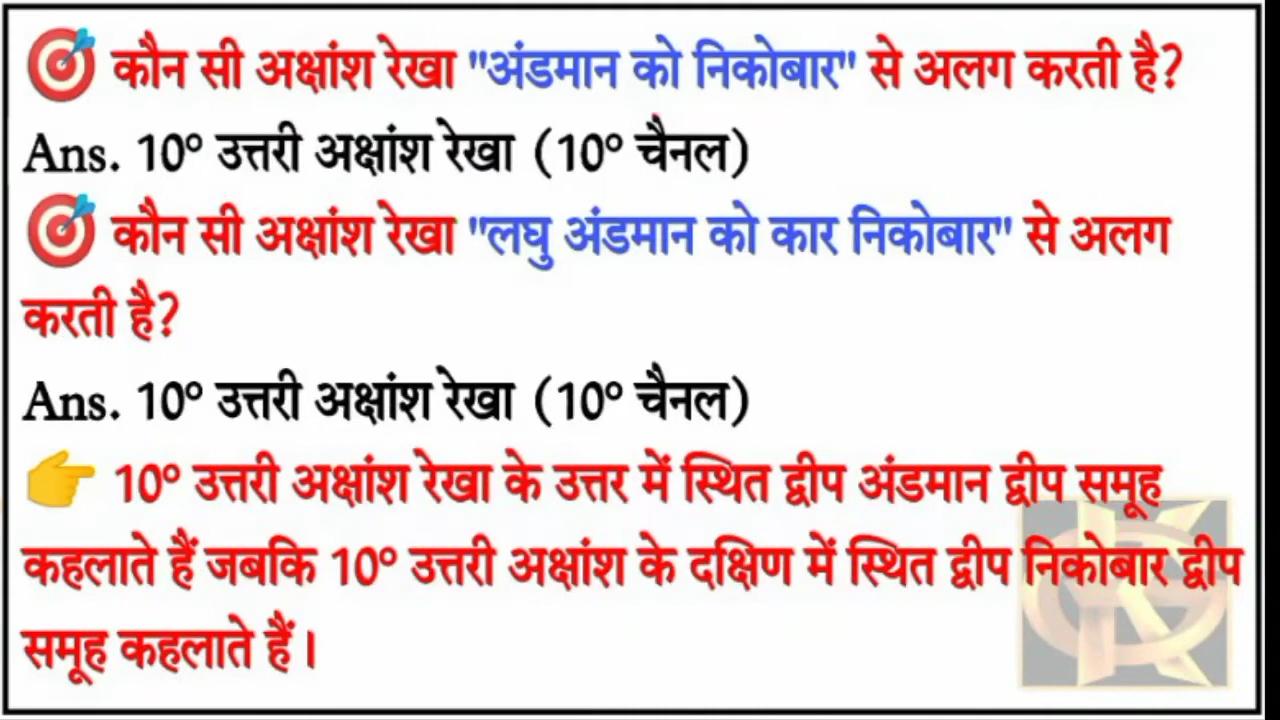 कौन सी अक्षांश रेखा "अंडमान को निकोबार" से अलग करती है?
Ans. 10° उत्तरी अक्षांश रेखा (10° चैनल)
कौन सी अक्षांश रेखा "लघु अंडमान को कार निकोबार" से अलग
करती है?
Ans. 10° उत्तरी अक्षांश रेखा (10° चैनल)
10° उत्तरी अक्षांश रेखा के उत्तर में स्थित द्वीप अंडमान द्वीप समूह
कहलाते हैं जबकि 10° उत्तरी अक्षांश के दक्षिण में स्थित द्वीप निकोबार द्वीप
समूह कहलाते हैं।